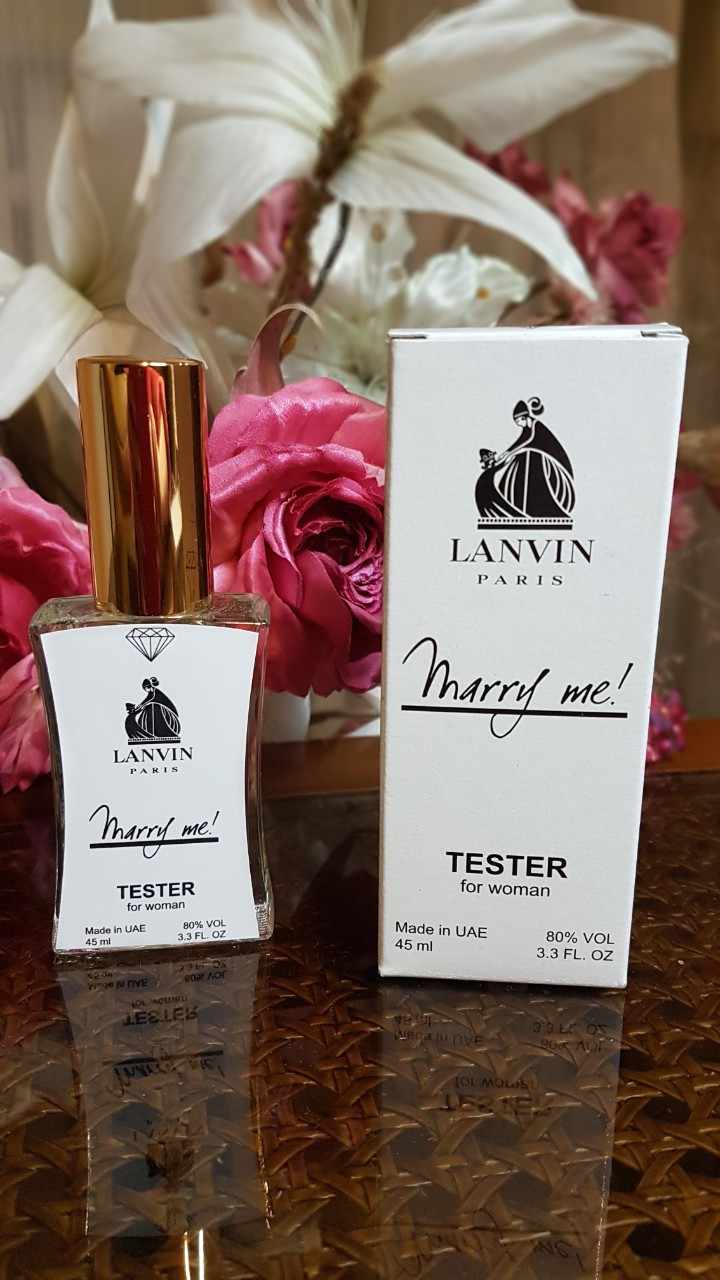 LANVIN
PARIS
Marry me!
TESTER
for woman
Made in UAE
45 ml
80% VOL
3.3 FL. OZ
LANVIN
PARIS
Marry me!
TESTER
for woman
Made in UAE
45 ml
80% VOL
3.3 FL. OZ